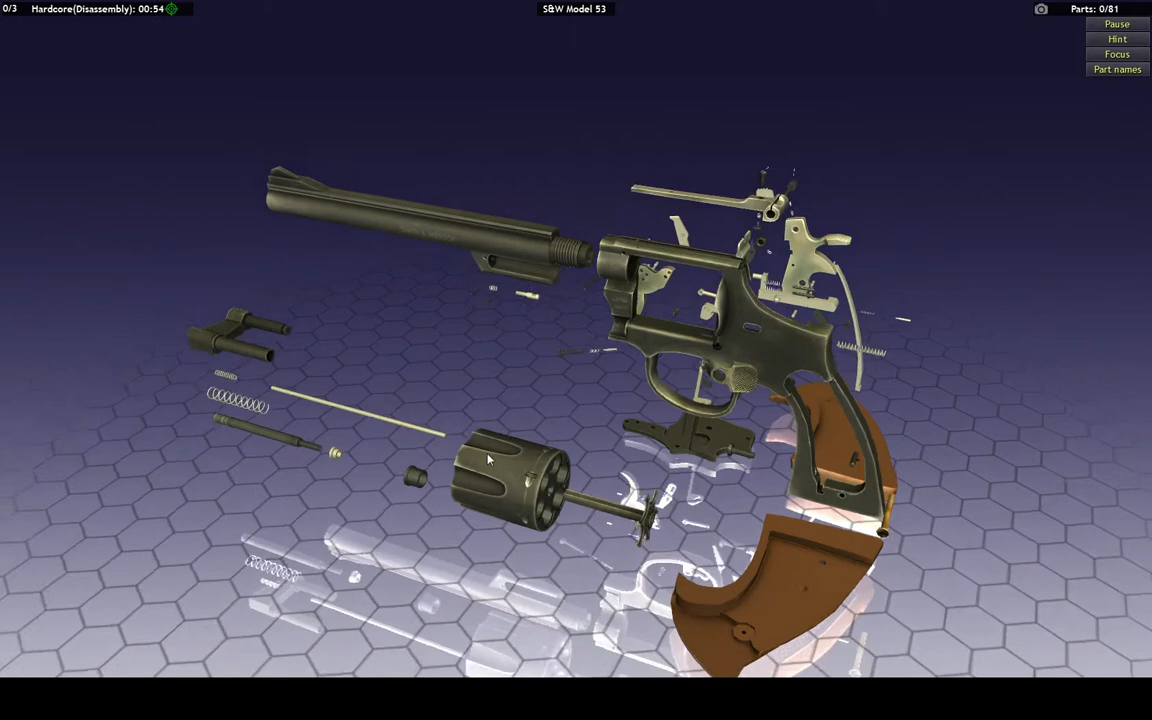 0/3 Hardcore(Disassembly): 00:54
S&W Model 53
Parts: 0/81
Pause
Hint
Focus
Part names